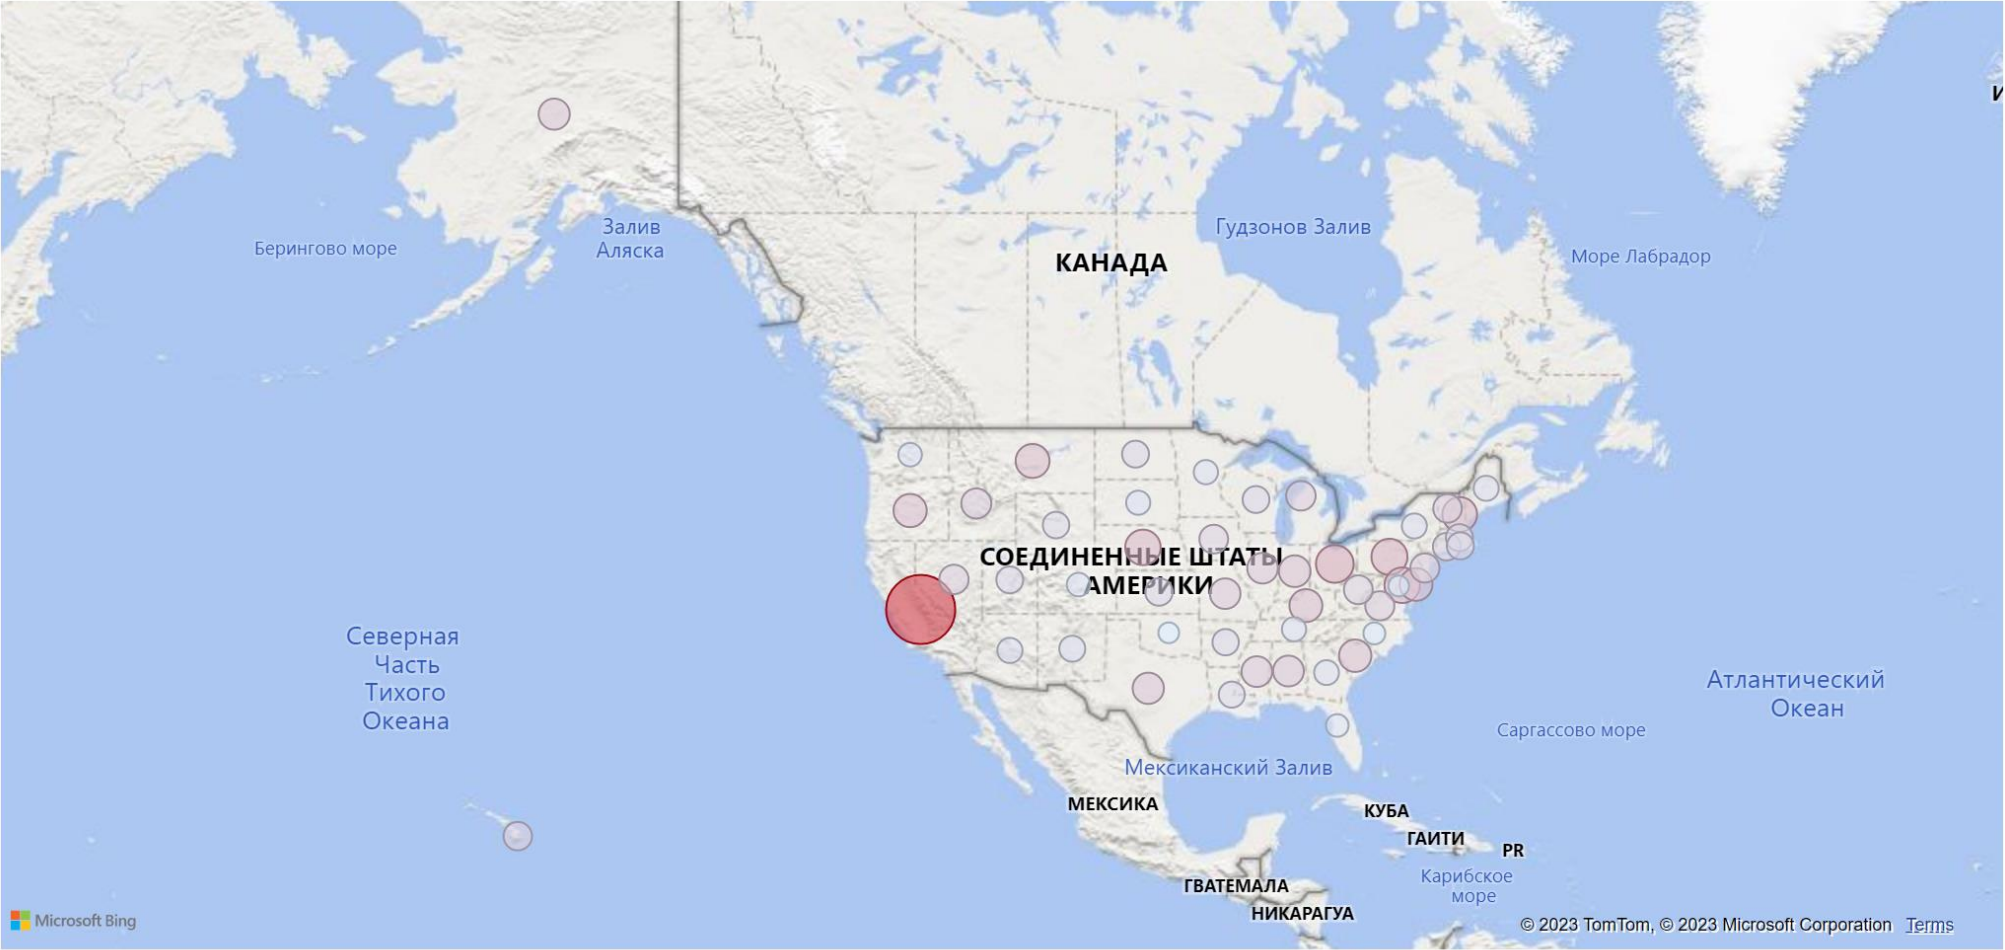 И
Залив
Аляска
Берингово море
Гудзонов Залив
Море Лабрадор
КАНАДА
СОЕДИНЕННЫЕ ШТАТЫ
АМЕРИКИ
Северная
Часть
Тихого
Океана
Атлантический
Океан
Саргассово море
Мексиканский Залив
МЕКСИКА
КУБА
ГАИТИ
PR
Карибское
море
ГВАТЕМАЛА
НИКАРАГУА
Microsoft Bing
© 2023 TomTom, © 2023 Microsoft Corporation Terms